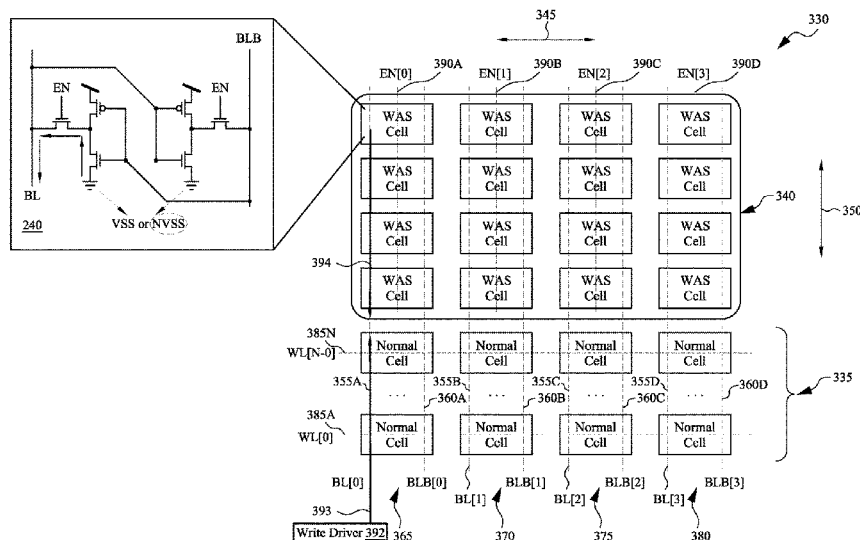 345
330
BLB
EN[0] 390A EN[1] 390B EN[2] 390C EN[3] 390D
EN
EN
WAS Cell WAS Cell WAS Cell WAS Cell
WAS Cell WAS Cell WAS Cell WAS Cell
340
350
BL
VSS or NVSS
240
WAS Cell WAS Cell WAS Cell WAS Cell
394
WAS Cell WAS Cell WAS Cell WAS Cell
385N
WL[N-0]
Normal Cell Normal Cell Normal Cell Normal Cell
355A 355B 355C 355D
335
... ... ... ...
360A 360B 360C 360D
385A
WL[0]
Normal Cell Normal Cell Normal Cell Normal Cell
BL[0] BLB[0] BLB[1] BLB[2] BLB[3]
BL[1] BL[2] BL[3]
393
365 370 375 380
Write Driver 392